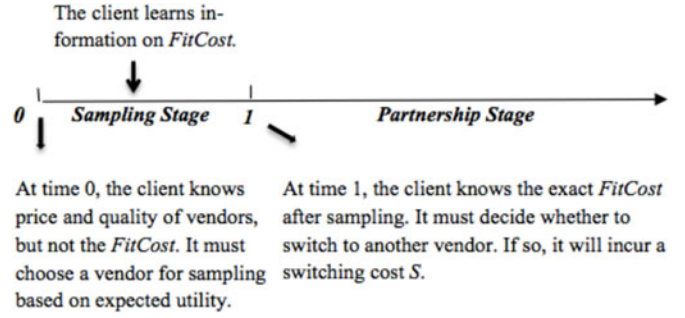 The client learns in-
formation on FitCost.
0 Sampling Stage 1 Partnership Stage
At time 0, the client knows
price and quality of vendors,
but not the FitCost. It must
choose a vendor for sampling
based on expected utility.
At time 1, the client knows the exact FitCost
after sampling. It must decide whether to
switch to another vendor. If so, it will incur a
switching cost S.